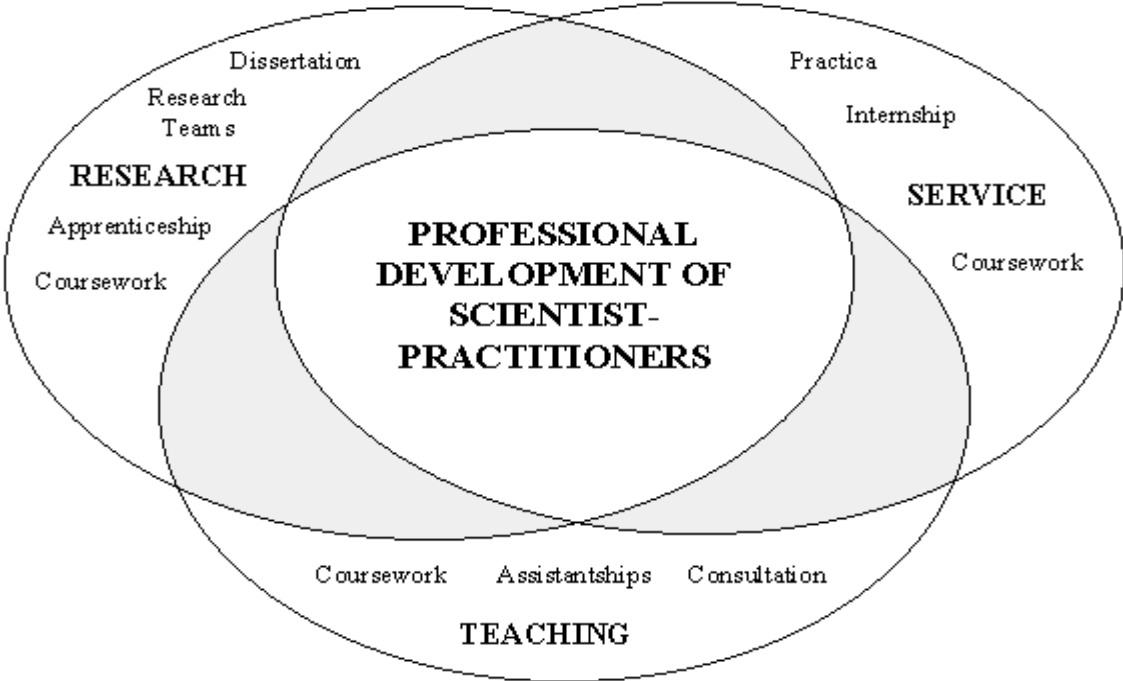 Dissertation
Research
Teams
RESEARCH
Apprenticeship
Coursework
Practica
Internship
SERVICE
Coursework
PROFESSIONAL
DEVELOPMENT OF
SCIENTIST-
PRACTITIONERS
Coursework Assistantships Consultation
TEACHING